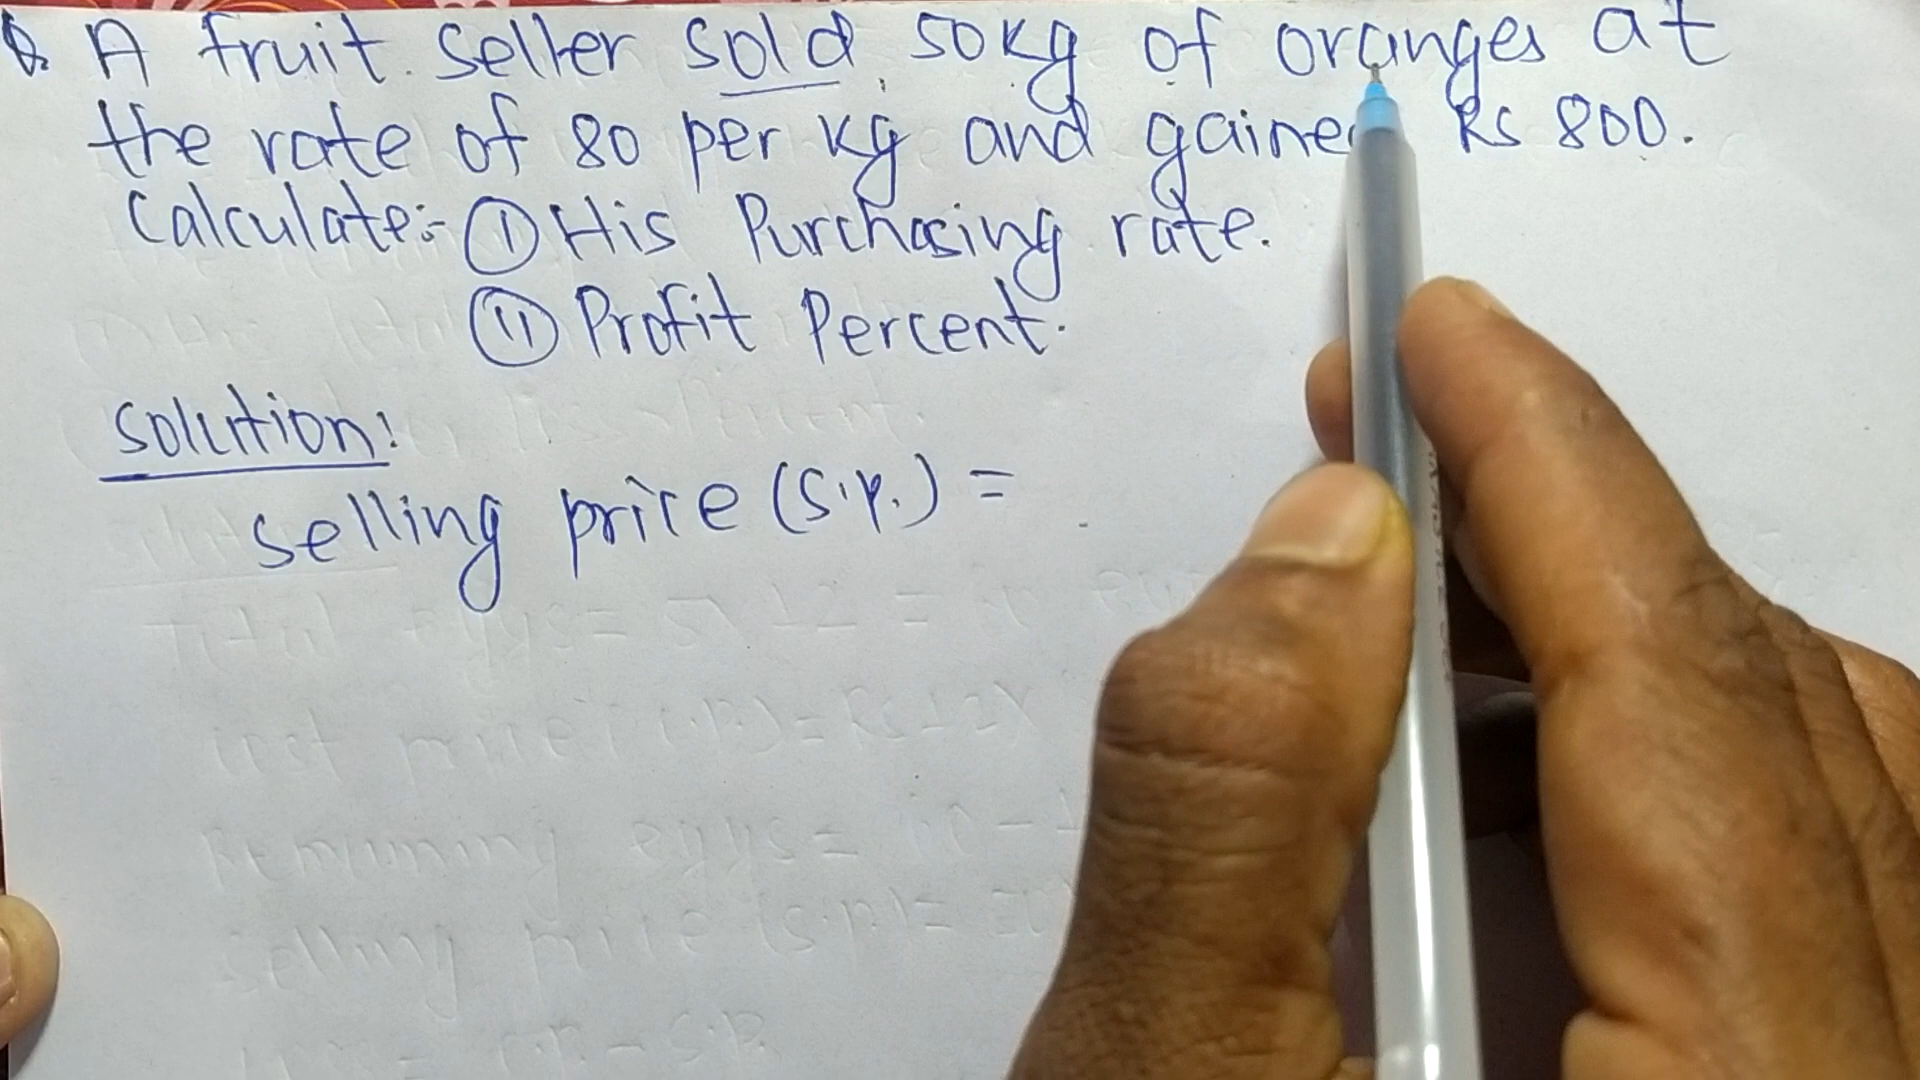 Q. A fruit seller sold 50kg of oranges at
the rate of 80 per kg and gained Rs 800.
Calculate:- (i) His Purchasing rate.
(ii) Profit Percent.
Solution:
Selling price (S.P.) =